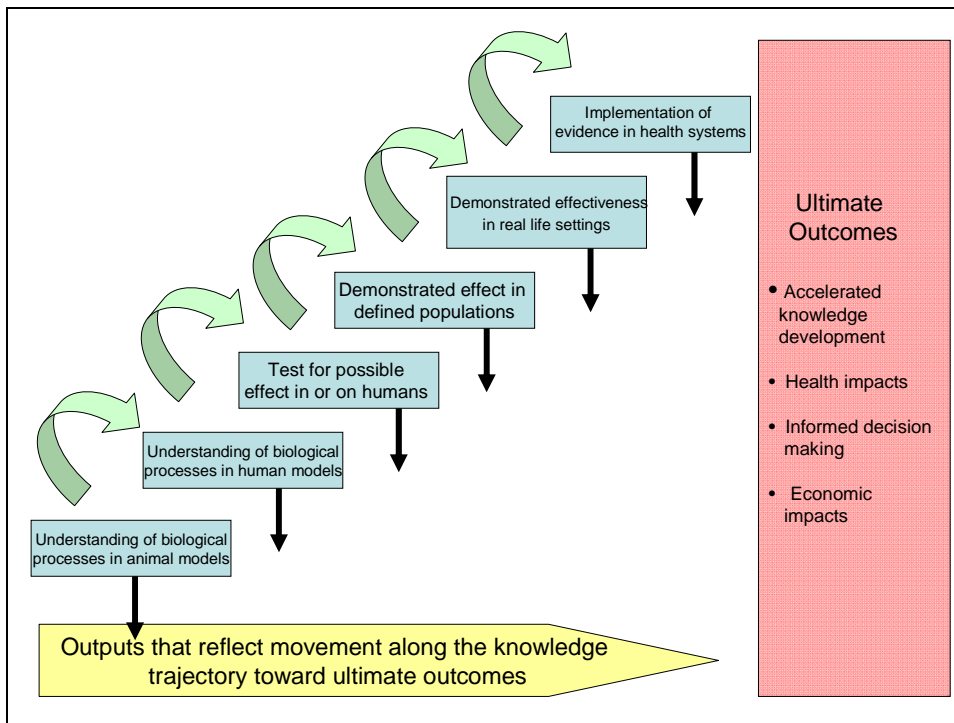 Implementation of
evidence in health systems
Demonstrated effectiveness
in real life settings
Demonstrated effect in
defined populations
Test for possible
effect in or on humans
Understanding of biological
processes in human models
Understanding of biological
processes in animal models
Outputs that reflect movement along the knowledge
trajectory toward ultimate outcomes
Ultimate
Outcomes
• Accelerated
knowledge
development
• Health impacts
• Informed decision
making
• Economic
impacts